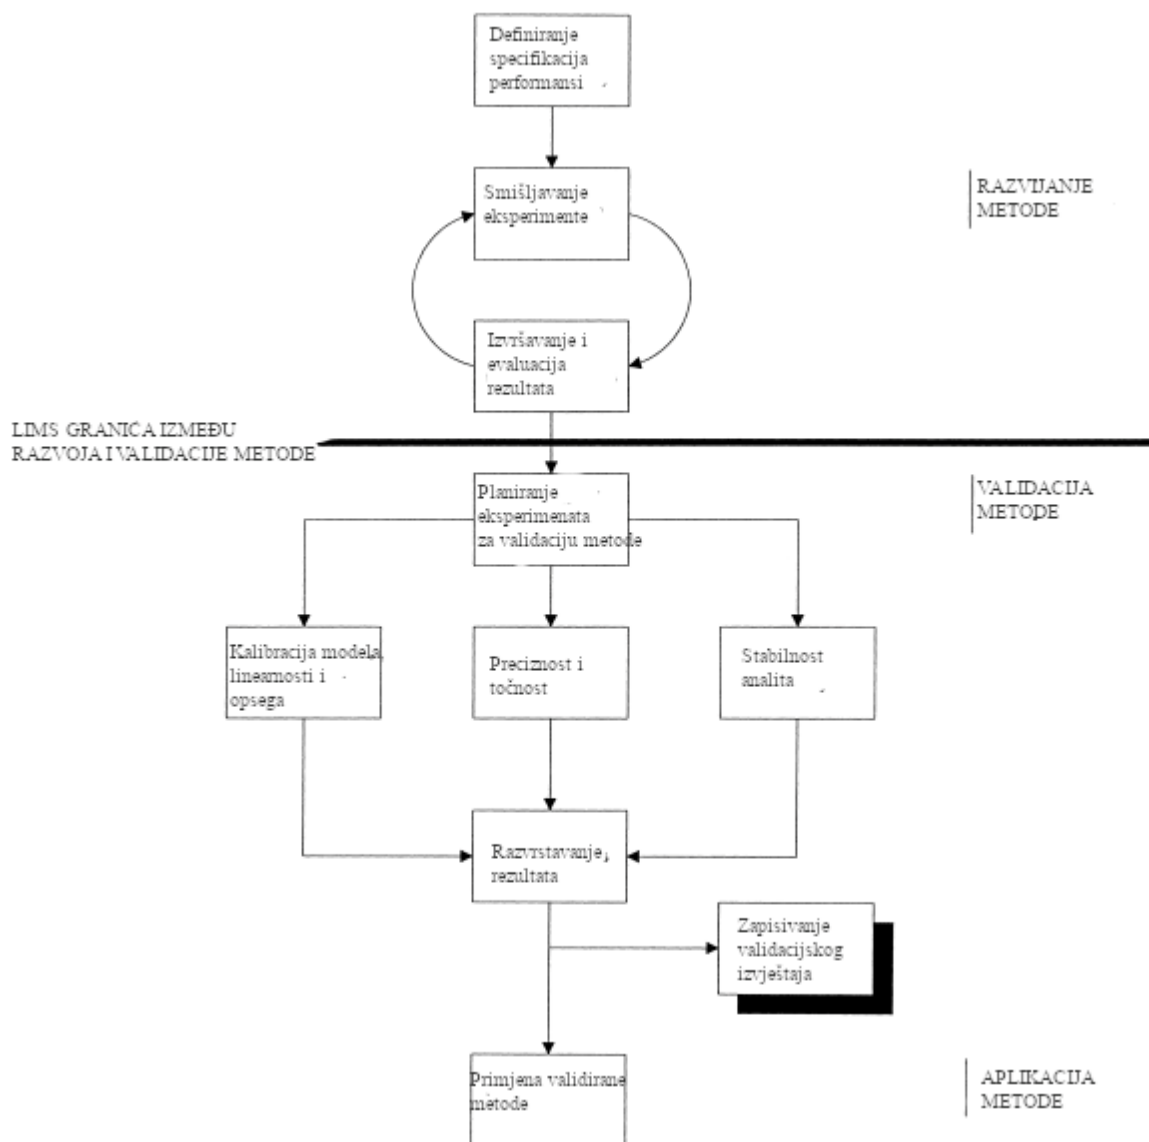 Definiranje
specifikacija
performansi
Smišljavanje
eksperimente
RAZVIJANJE
METODE
Izvršavanje i
evaluacija
rezultata
LIMS GRANICA IZMEĐU
RAZVOJA I VALIDACIJE METODE
Planiranje
eksperimenata
za validaciju metode
VALIDACIJA
METODE
Kalibracija modela,
linearnosti i
opsega
Preciznost i
točnost
Stabilnost
analita
Razvrstavanje
rezultata
Zapisivanje
validacijskog
izvještaja
Primjena validirane
metode
APLIKACIJA
METODE